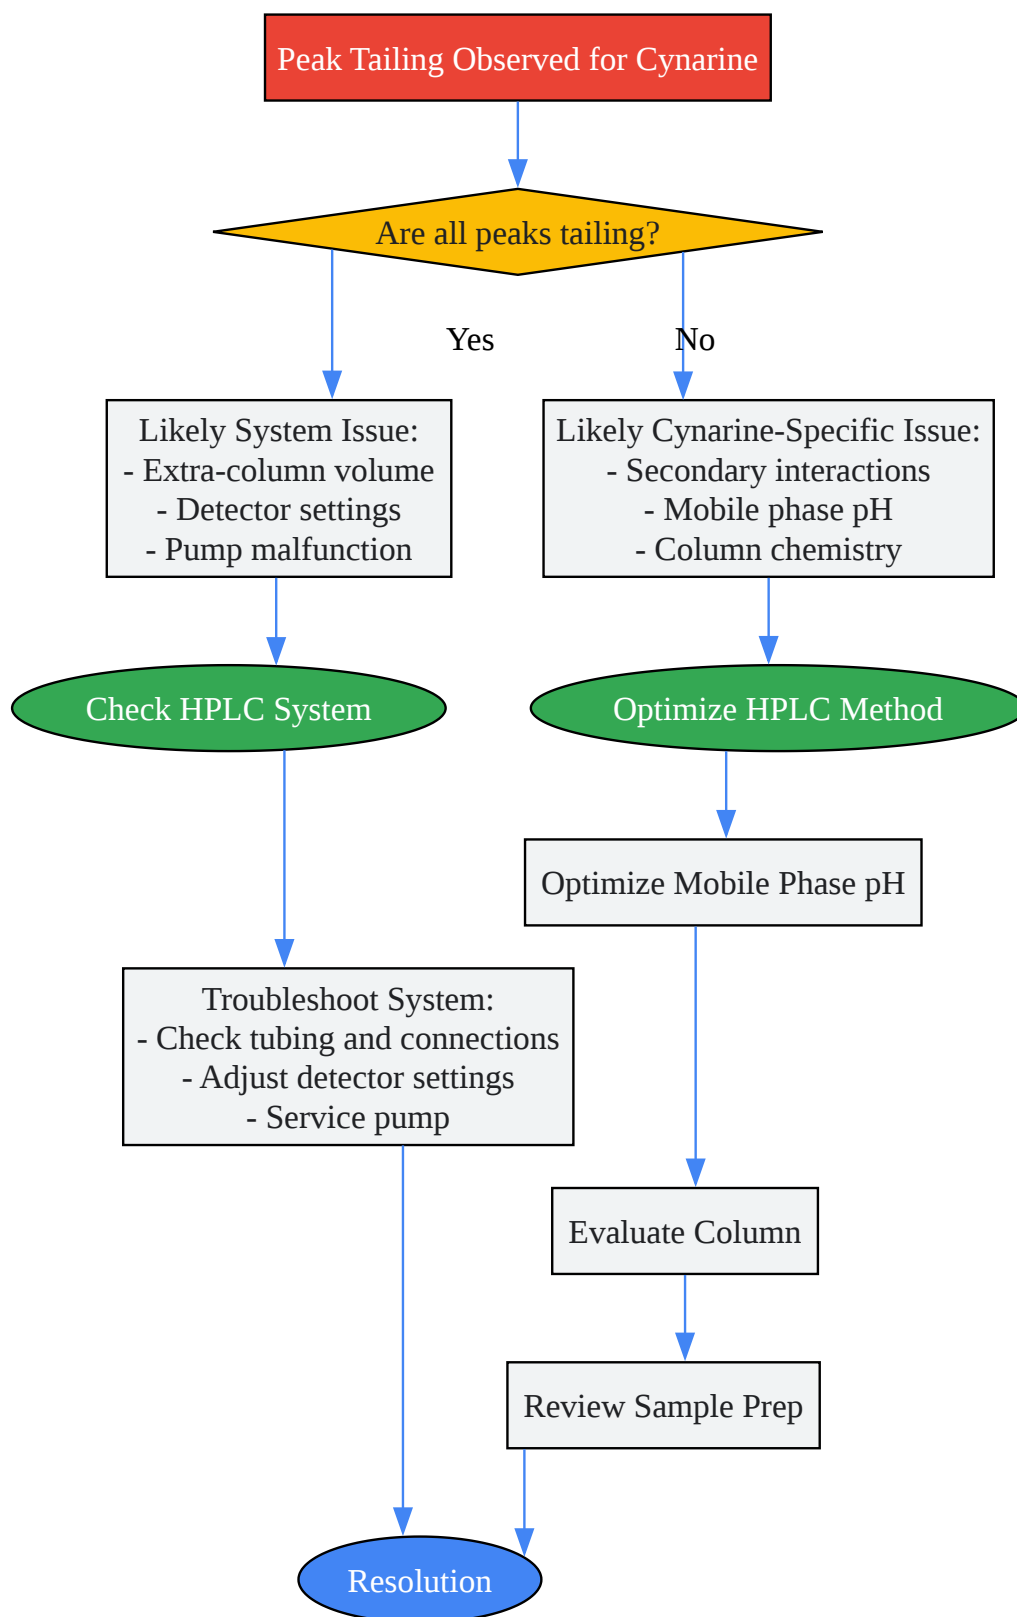 Peak Tailing Observed for Cynarine
Are all peaks tailing?
Yes
No
Likely System Issue:
- Extra-column volume
- Detector settings
- Pump malfunction
Likely Cynarine-Specific Issue:
- Secondary interactions
- Mobile phase pH
- Column chemistry
Check HPLC System
Optimize HPLC Method
Optimize Mobile Phase pH
Troubleshoot System:
- Check tubing and connections
- Adjust detector settings
- Service pump
Evaluate Column
Review Sample Prep
Resolution